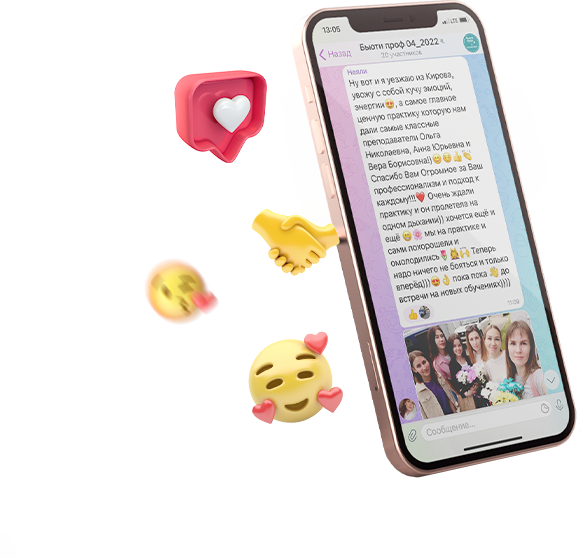 13:05
LTE
Назад
Бьюти проф 04_2022
20 участников
Нелли
Ну вот и я уезжаю из Кирова,
увожу с собой кучу эмоций,
энергии😍, а самое главное
ценную практику которую нам
дали самые классные
преподаватели Ольга
Николаевна, Анна Юрьевна и
Вера Борисовна!)
Спасибо Вам Огромное за Ваш
профессионализм и подход к
каждому!!!❤️ Очень ждали
практику и он пролетела на
одном дыхании)) хочется ещё и
ещё 🤗🌸 мы на практике и
сами похорошели и
омолодились🌷 Теперь
надо ничего не бояться и только
вперёд)))😍👌 пока пока 👋 до
встречи на новых обучениях))))
Сообщение...